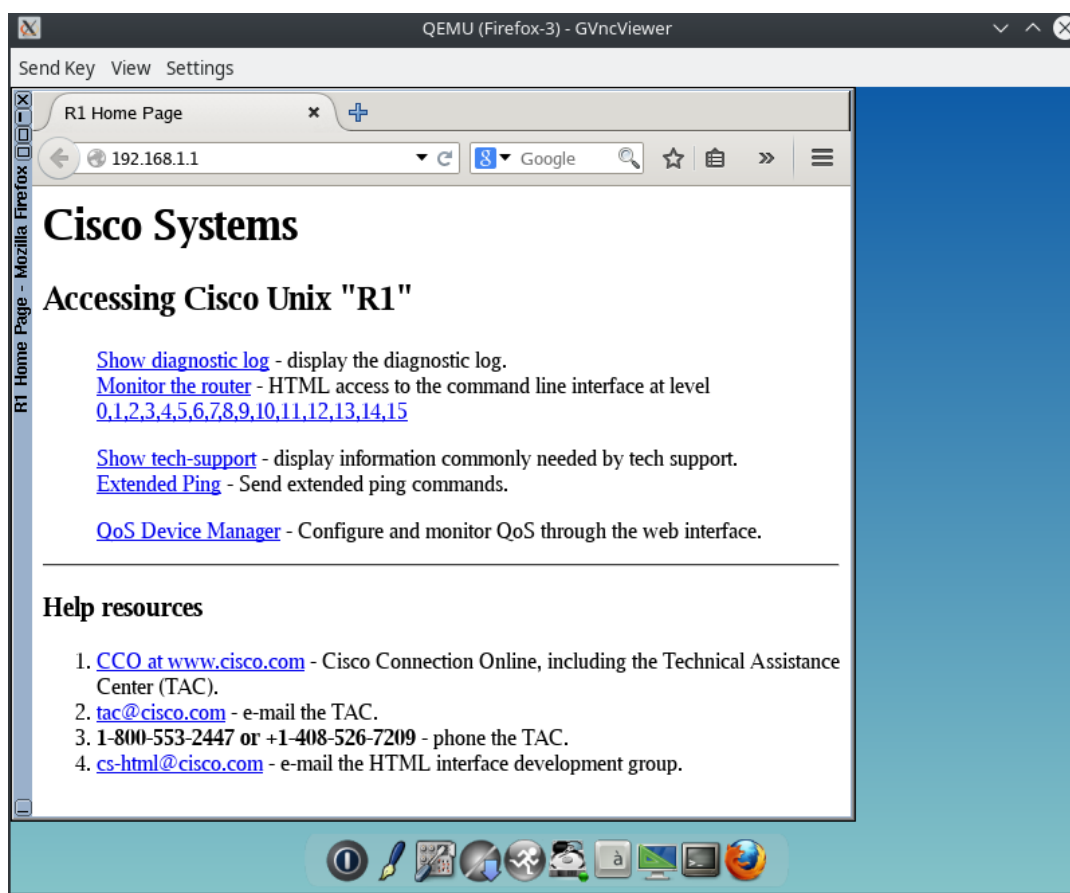 QEMU (Firefox-3) - GVncViewer
Send Key View Settings
R1 Home Page - Mozilla Firefox
R1 Home Page
192.168.1.1
8 Google
Cisco Systems
Accessing Cisco Unix "R1"
Show diagnostic log - display the diagnostic log.
Monitor the router - HTML access to the command line interface at level
0,1,2,3,4,5,6,7,8,9,10,11,12,13,14,15
Show tech-support - display information commonly needed by tech support.
Extended Ping - Send extended ping commands.
QoS Device Manager - Configure and monitor QoS through the web interface.
Help resources
1. CCO at www.cisco.com - Cisco Connection Online, including the Technical Assistance
Center (TAC).
2. tac@cisco.com - e-mail the TAC.
3. 1-800-553-2447 or +1-408-526-7209 - phone the TAC.
4. cs-html@cisco.com - e-mail the HTML interface development group.
à